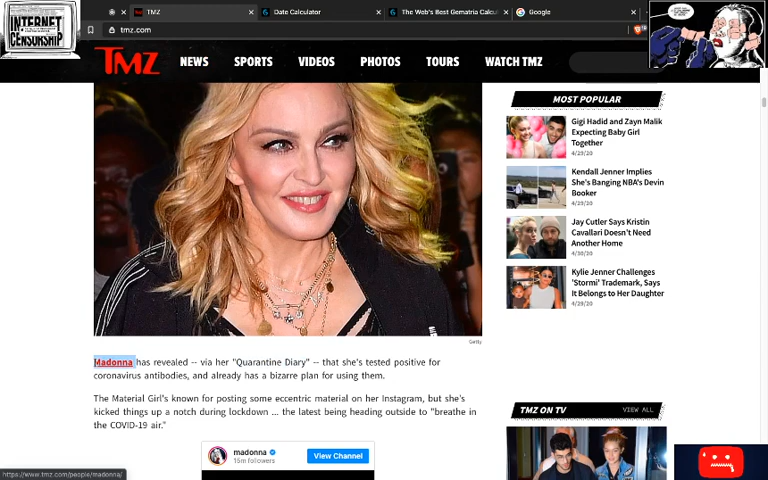 INTERNET
CENSORSHIP
TMZ
Date Calculator
The Web's Best Gematria Calcu
Google
tmz.com
TMZ
NEWS
SPORTS
VIDEOS
PHOTOS
TOURS
WATCH TMZ
Getty
Madonna has revealed -- via her "Quarantine Diary" -- that she's tested positive for
coronavirus antibodies, and already has a bizarre plan for using them.
The Material Girl's known for posting some eccentric material on her Instagram, but she's
kicked things up a notch during lockdown ... the latest being heading outside to "breathe in
the COVID-19 air."
madonna
15m followers
View Channel
MOST POPULAR
Gigi Hadid and Zayn Malik
Expecting Baby Girl
Together
4/29/20
Kendall Jenner Implies
She's Banging NBA's Devin
Booker
4/29/20
Jay Cutler Says Kristin
Cavallari Doesn't Need
Another Home
4/30/20
Kylie Jenner Challenges
'Stormi' Trademark, Says
It Belongs to Her Daughter
4/29/20
TMZ ON TV
VIEW ALL
https://www.tmz.com/people/madonna/